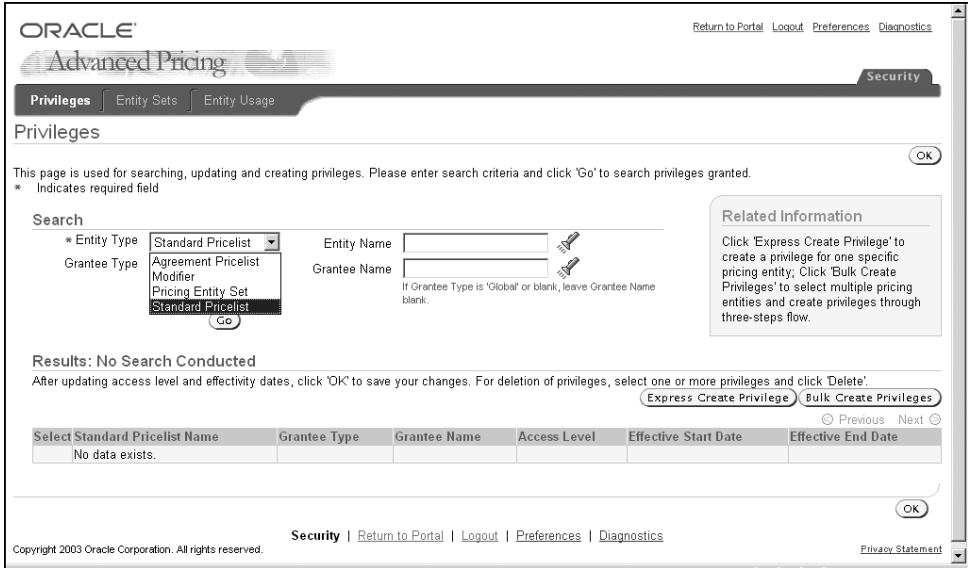 ORACLE
Return to Portal Logout Preferences Diagnostics
Advanced Pricing
Security
Privileges Entity Sets Entity Usage
Privileges
OK
This page is used for searching, updating and creating privileges. Please enter search criteria and click 'Go' to search privileges granted.
* Indicates required field
Search
* Entity Type Standard Pricelist Entity Name
Agreement Pricelist
Modifier
Pricing Entity Set
Standard Pricelist
Grantee Type Grantee Name
If Grantee Type is 'Global' or blank, leave Grantee Name
blank.
Go
Related Information
Click 'Express Create Privilege' to
create a privilege for one specific
pricing entity; Click 'Bulk Create
Privileges' to select multiple pricing
entities and create privileges through
three-steps flow.
Results: No Search Conducted
After updating access level and effectivity dates, click 'OK' to save your changes. For deletion of privileges, select one or more privileges and click 'Delete'.
Express Create Privilege Bulk Create Privileges
Previous Next
Select Standard Pricelist Name Grantee Type Grantee Name Access Level Effective Start Date Effective End Date
No data exists.
OK
Security | Return to Portal | Logout | Preferences | Diagnostics
Copyright 2003 Oracle Corporation. All rights reserved.
Privacy Statement